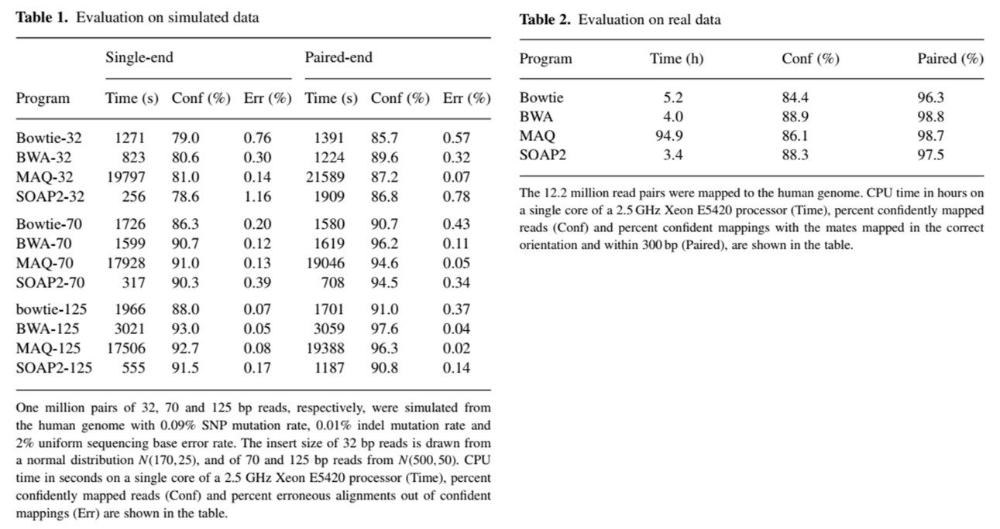 Table 1. Evaluation on simulated data
Single-end Paired-end
Program Time (s) Conf (%) Err (%) Time (s) Conf (%) Err (%)
Bowtie-32 1271 79.0 0.76 1391 85.7 0.57
BWA-32 823 80.6 0.30 1224 89.6 0.32
MAQ-32 19797 81.0 0.14 21589 87.2 0.07
SOAP2-32 256 78.6 1.16 1909 86.8 0.78
Bowtie-70 1726 86.3 0.20 1580 90.7 0.43
BWA-70 1599 90.7 0.12 1619 96.2 0.11
MAQ-70 17928 91.0 0.13 19046 94.6 0.05
SOAP2-70 317 90.3 0.39 708 94.5 0.34
bowtie-125 1966 88.0 0.07 1701 91.0 0.37
BWA-125 3021 93.0 0.05 3059 97.6 0.04
MAQ-125 17506 92.7 0.08 19388 96.3 0.02
SOAP2-125 555 91.5 0.17 1187 90.8 0.14
One million pairs of 32, 70 and 125 bp reads, respectively, were simulated from
the human genome with 0.09% SNP mutation rate, 0.01% indel mutation rate and
2% uniform sequencing base error rate. The insert size of 32 bp reads is drawn from
a normal distribution N(170,25), and of 70 and 125 bp reads from N(500,50). CPU
time in seconds on a single core of a 2.5 GHz Xeon E5420 processor (Time), percent
confidently mapped reads (Conf) and percent erroneous alignments out of confident
mappings (Err) are shown in the table.
Table 2. Evaluation on real data
Program Time (h) Conf (%) Paired (%)
Bowtie 5.2 84.4 96.3
BWA 4.0 88.9 98.8
MAQ 94.9 86.1 98.7
SOAP2 3.4 88.3 97.5
The 12.2 million read pairs were mapped to the human genome. CPU time in hours on
a single core of a 2.5 GHz Xeon E5420 processor (Time), percent confidently mapped
reads (Conf) and percent confident mappings with the mates mapped in the correct
orientation and within 300 bp (Paired), are shown in the table.